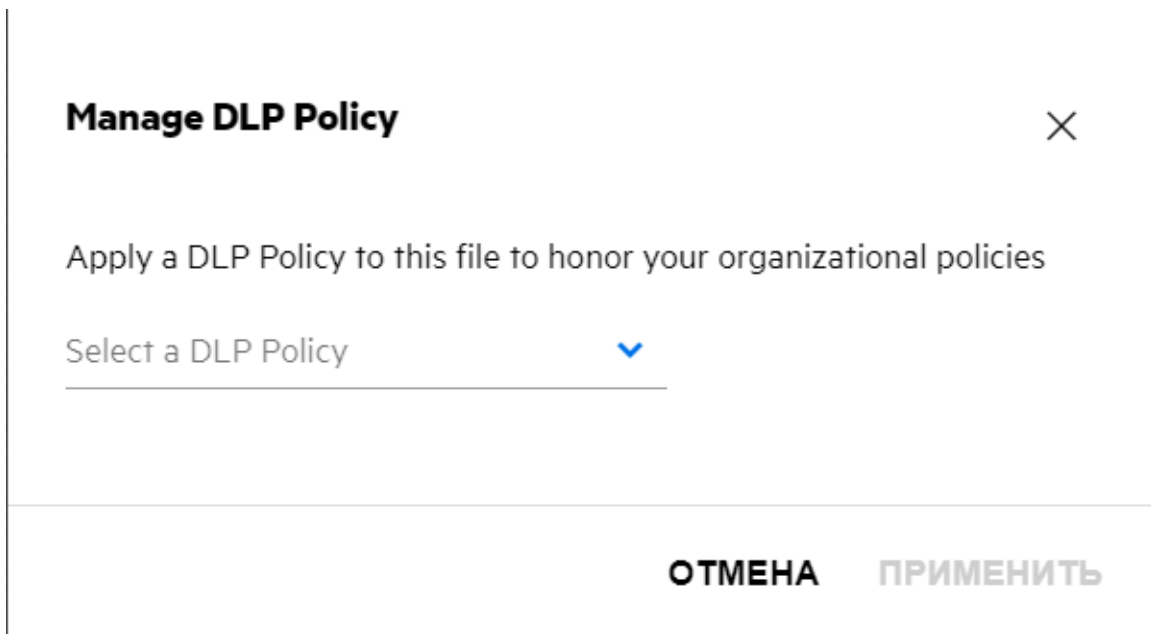 Manage DLP Policy
Apply a DLP Policy to this file to honor your organizational policies
Select a DLP Policy
ОТМЕНА ПРИМЕНИТЬ